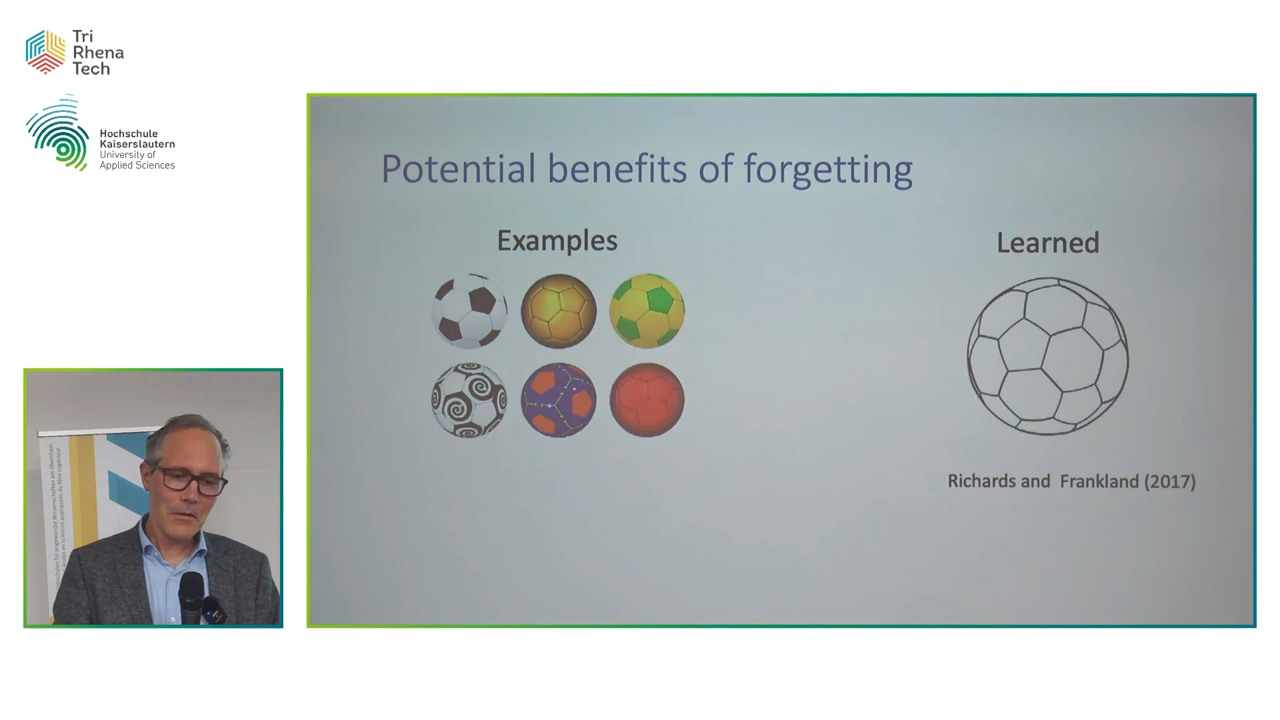 Tri
Rhena
Tech
Hochschule
Kaiserslautern
University of
Applied Sciences
Potential benefits of forgetting
Examples
Learned
Richards and Frankland (2017)